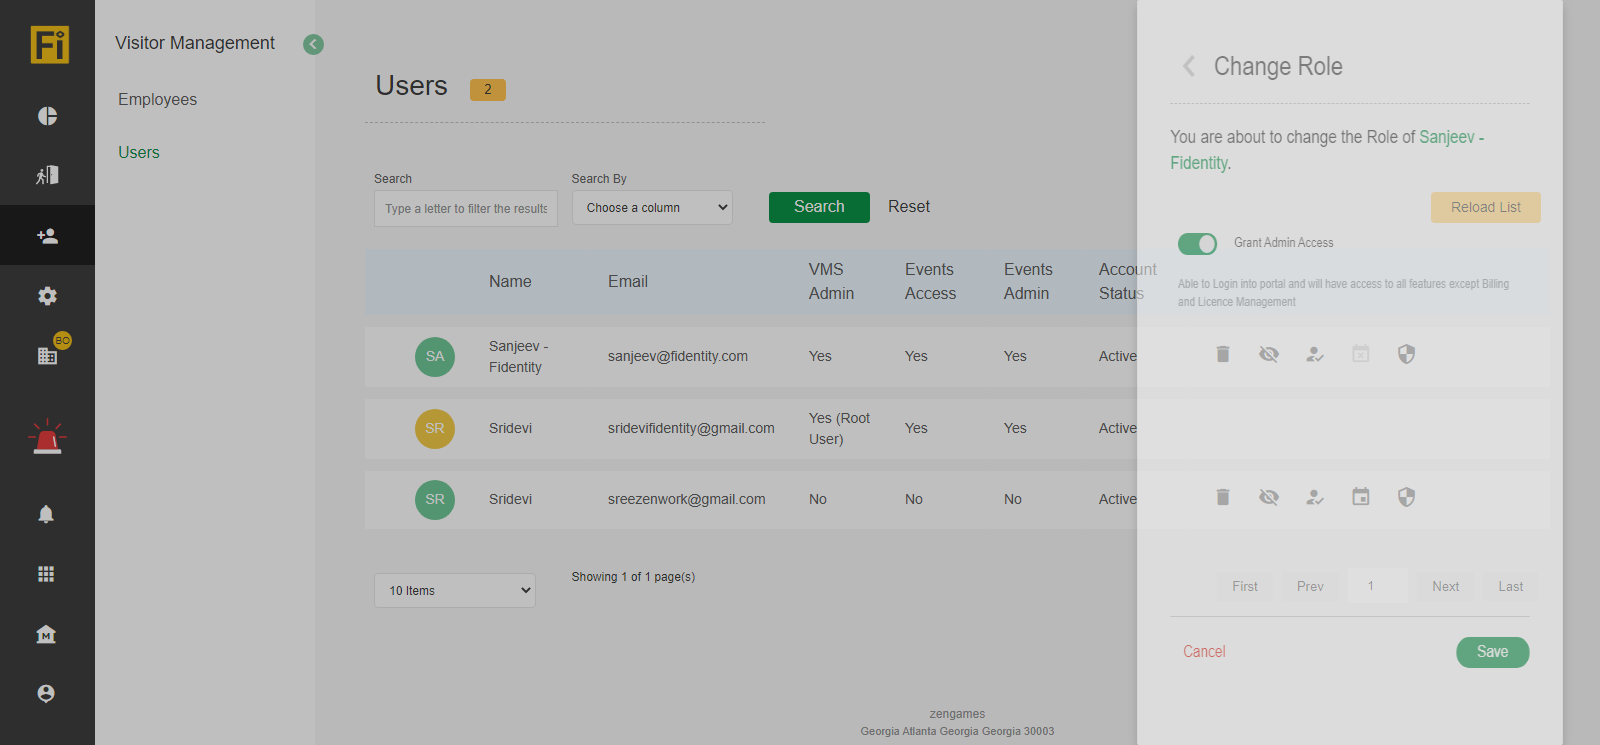 Fi
Visitor Management
Employees
Users
BO
M
Users 2
Search
Type a letter to filter the results
Search By
Choose a column
Search Reset
Name Email VMS Admin Events Access Events Admin Account Status
SA Sanjeev - Fidentity sanjeev@fidentity.com Yes Yes Yes Active
SR Sridevi sridevifidentity@gmail.com Yes (Root User) Yes Yes Active
SR Sridevi sreezenwork@gmail.com No No No Active
10 Items
Showing 1 of 1 page(s)
First Prev 1 Next Last
zengames
Georgia Atlanta Georgia Georgia 30003
Change Role
You are about to change the Role of Sanjeev -
Fidentity.
Reload List
Grant Admin Access
Able to Login into portal and will have access to all features except Billing
and Licence Management
Cancel
Save